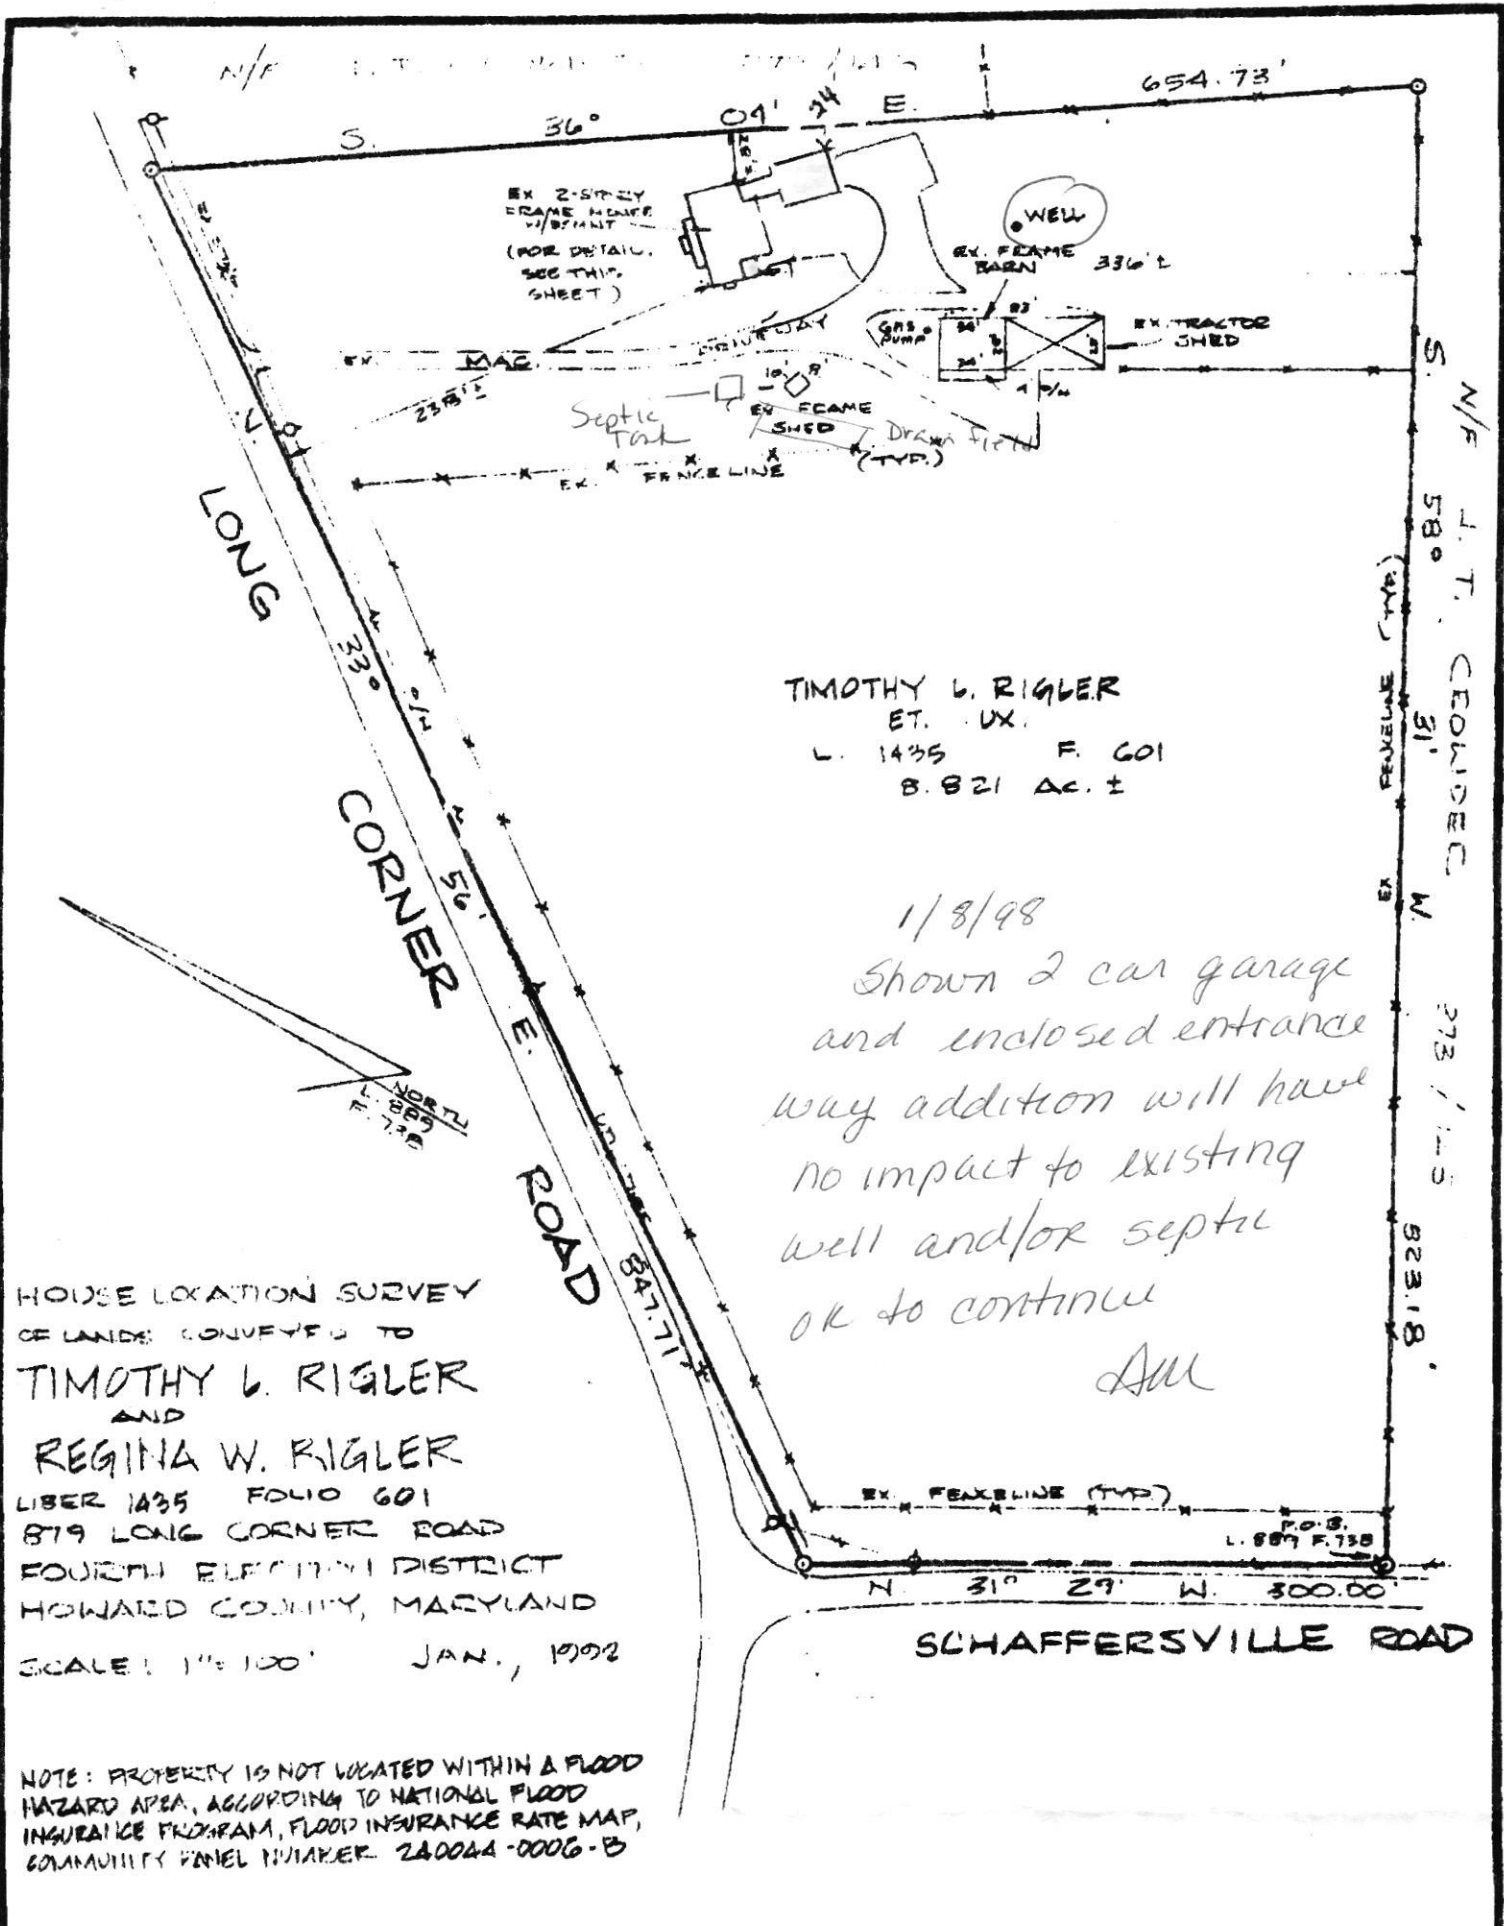 N/F
654.73'
S. 36° 04' 24 E.
28'±
EX 2-STORY
FRAME HOUSE
W/BSMNT
(FOR DETAIL,
SEE THIS
SHEET)
WELL
EX. FRAME
BARN
336'±
GAS
PUMP
34'
83'
34'
EX. TRACTOR
SHED
EX. MAC. DRIVEWAY
238'±
10' 8'
EX FRAME
SHED
Septic
Tank
Drain Field
(TYP.)
EX. FENCE LINE
O/H
N/F J. T.
273 /
S. 58° 31' W. 823.18'
EX FENCELINE (TYP.)
LONG CORNER ROAD
N. 33° 56' E. 847.71'
O/H
TIMOTHY L. RIGLER
ET. UX.
L. 1435 F. 601
8.821 AC. ±
1/8/98
Shown 2 car garage
and enclosed entrance
way addition will have
no impact to existing
well and/or septic
OK to continue
NORTH
L. 889
F. 738
HOUSE LOCATION SURVEY
OF LANDS CONVEYED TO
TIMOTHY L. RIGLER
AND
REGINA W. RIGLER
LIBER 1435 FOLIO 601
879 LONG CORNER ROAD
FOURTH ELECTION DISTRICT
HOWARD COUNTY, MARYLAND
SCALE: 1"=100' JAN., 1992
EX. FENCELINE (TYP.)
P.O.B.
L. 889 F. 738
N. 31° 29' W. 300.00'
SCHAFFERSVILLE ROAD
NOTE: PROPERTY IS NOT LOCATED WITHIN A FLOOD
HAZARD AREA, ACCORDING TO NATIONAL FLOOD
INSURANCE PROGRAM, FLOOD INSURANCE RATE MAP,
COMMUNITY PANEL NUMBER 240044-0006-B